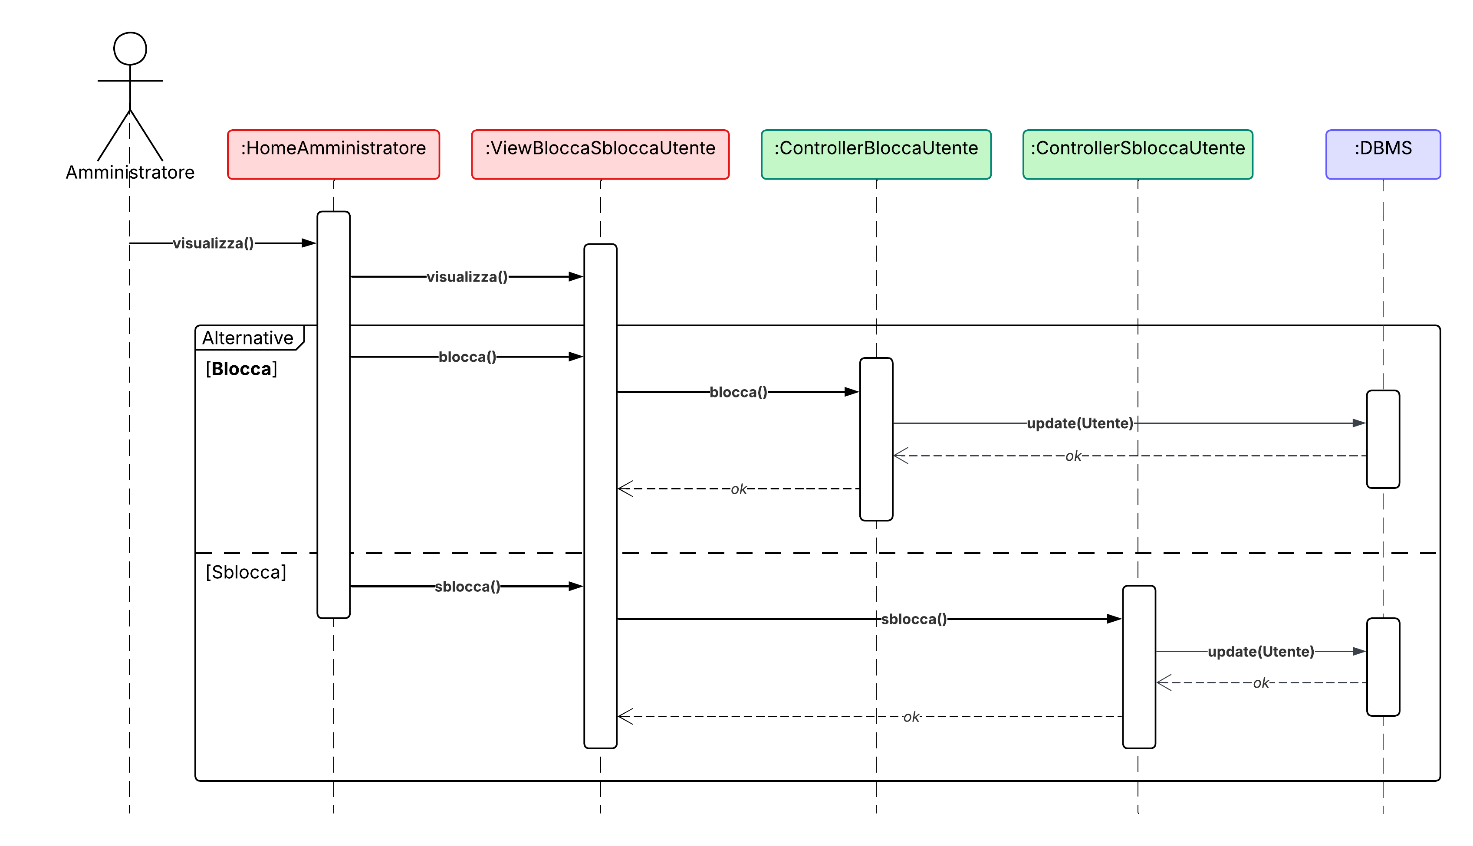 Amministratore
:HomeAmministratore
:ViewBloccaSbloccaUtente
:ControllerBloccaUtente
:ControllerSbloccaUtente
:DBMS
visualizza()
visualizza()
Alternative
[Blocca]
blocca()
blocca()
update(Utente)
ok
ok
[Sblocca]
sblocca()
sblocca()
update(Utente)
ok
ok